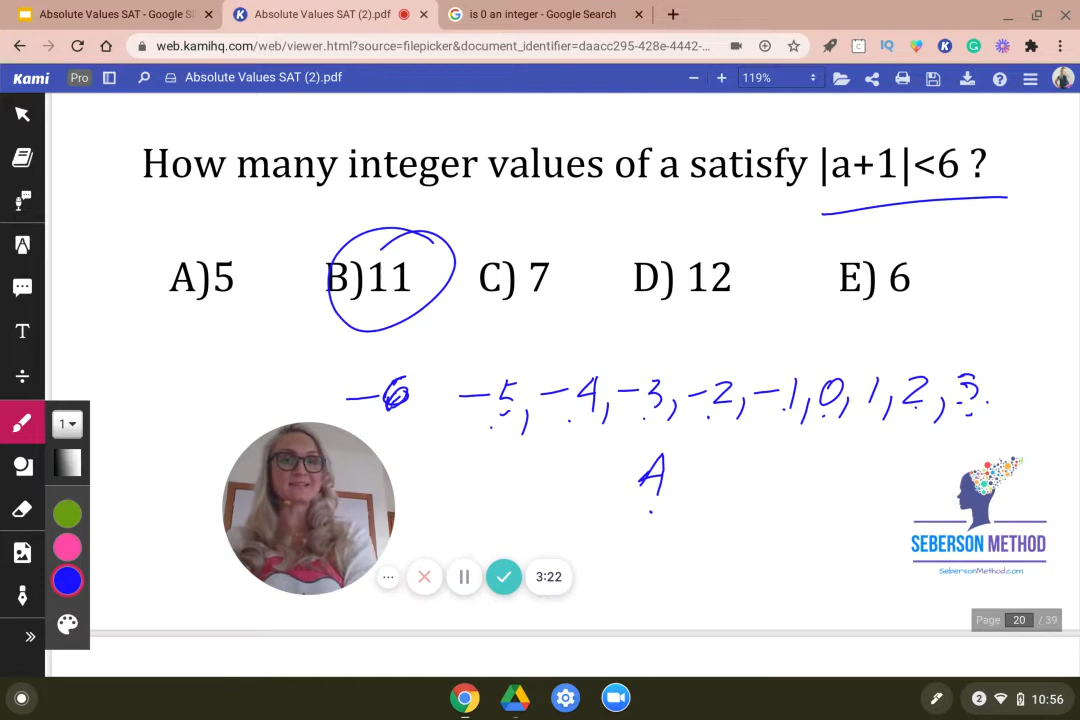 Absolute Values SAT - Google Sl
Absolute Values SAT (2).pdf
is 0 an integer - Google Search
web.kamihq.com/web/viewer.html?source=filepicker&document_identifier=daacc295-428e-4442-...
Kami Pro Absolute Values SAT (2).pdf 119%
How many integer values of a satisfy |a+1|<6 ?
A)5 B)11 C) 7 D) 12 E) 6
-6 -5, -4, -3, -2, -1, 0, 1, 2, 3.
A
SEBERSON METHOD
SebersonMethod.com
1
3:22
Page 20 / 39
2 10:56